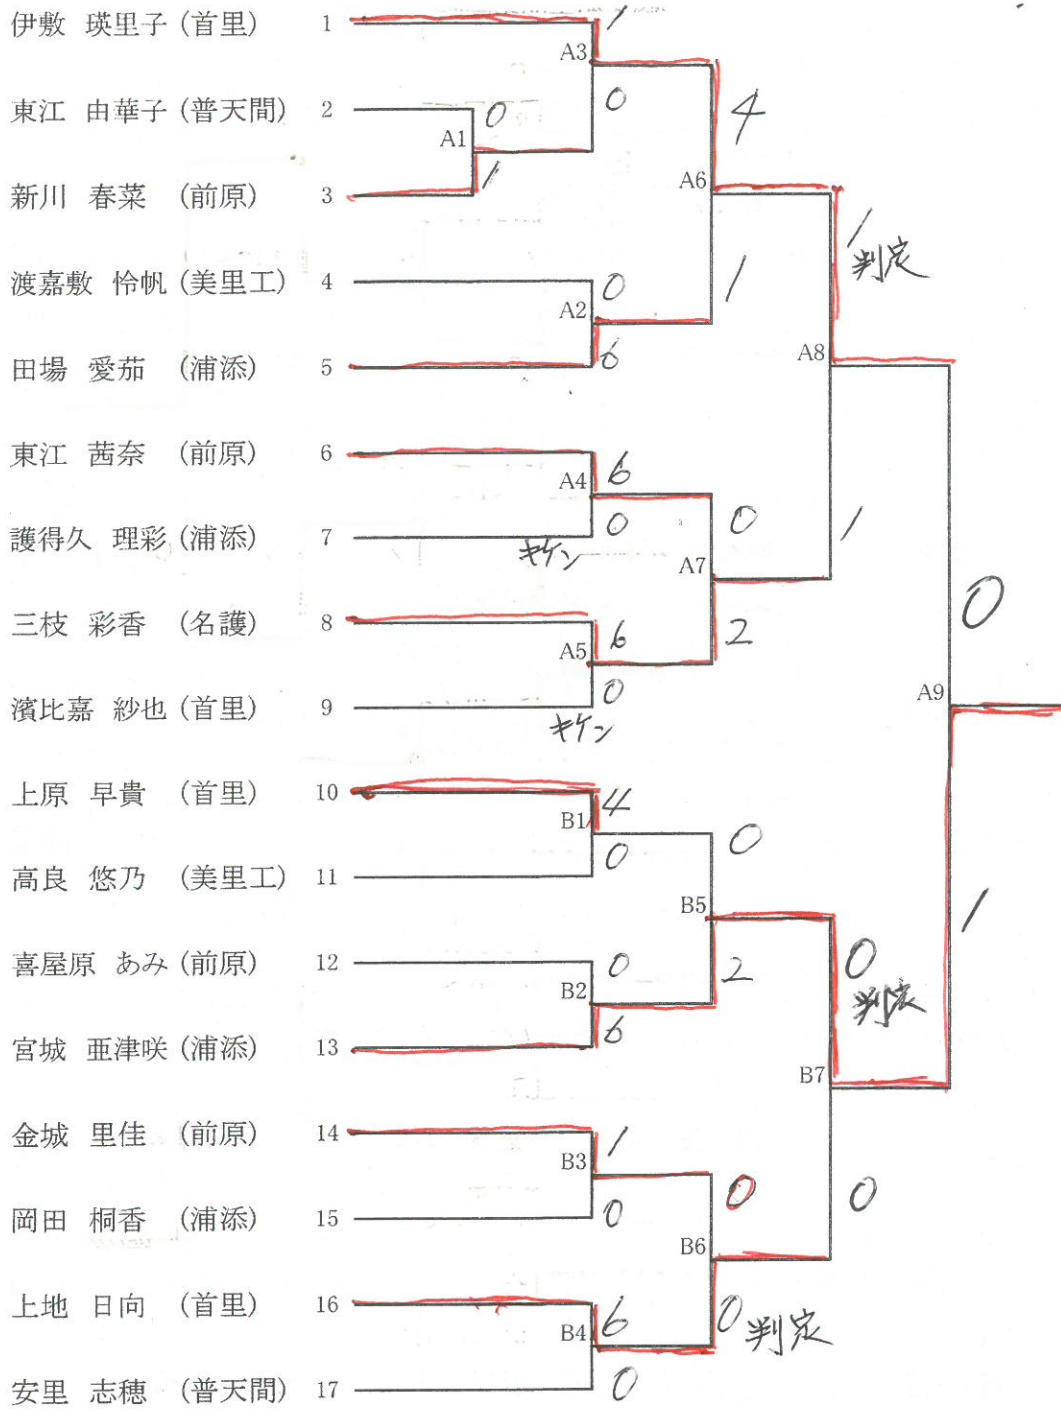 伊敷 瑛里子 (首里) 1 1
A3
東江 由華子 (普天間) 2 0 0 4
A1
新川 春菜 (前原) 3 1 A6
渡嘉敷 怜帆 (美里工) 4 0 1 1 判定
A2
田場 愛茄 (浦添) 5 6 A8
東江 茜奈 (前原) 6 6
A4
護得久 理彩 (浦添) 7 0 キケン 0 1
A7
三枝 彩香 (名護) 8 6 2 0
A5
濱比嘉 紗也 (首里) 9 0 キケン A9
上原 早貴 (首里) 10 4
B1
高良 悠乃 (美里工) 11 0 0
B5 1
喜屋原 あみ (前原) 12 0 2 0 判定
B2
宮城 亜津咲 (浦添) 13 6 B7
金城 里佳 (前原) 14 1
B3
岡田 桐香 (浦添) 15 0 0 0
B6
上地 日向 (首里) 16 6 0 判定
B4
安里 志穂 (普天間) 17 0